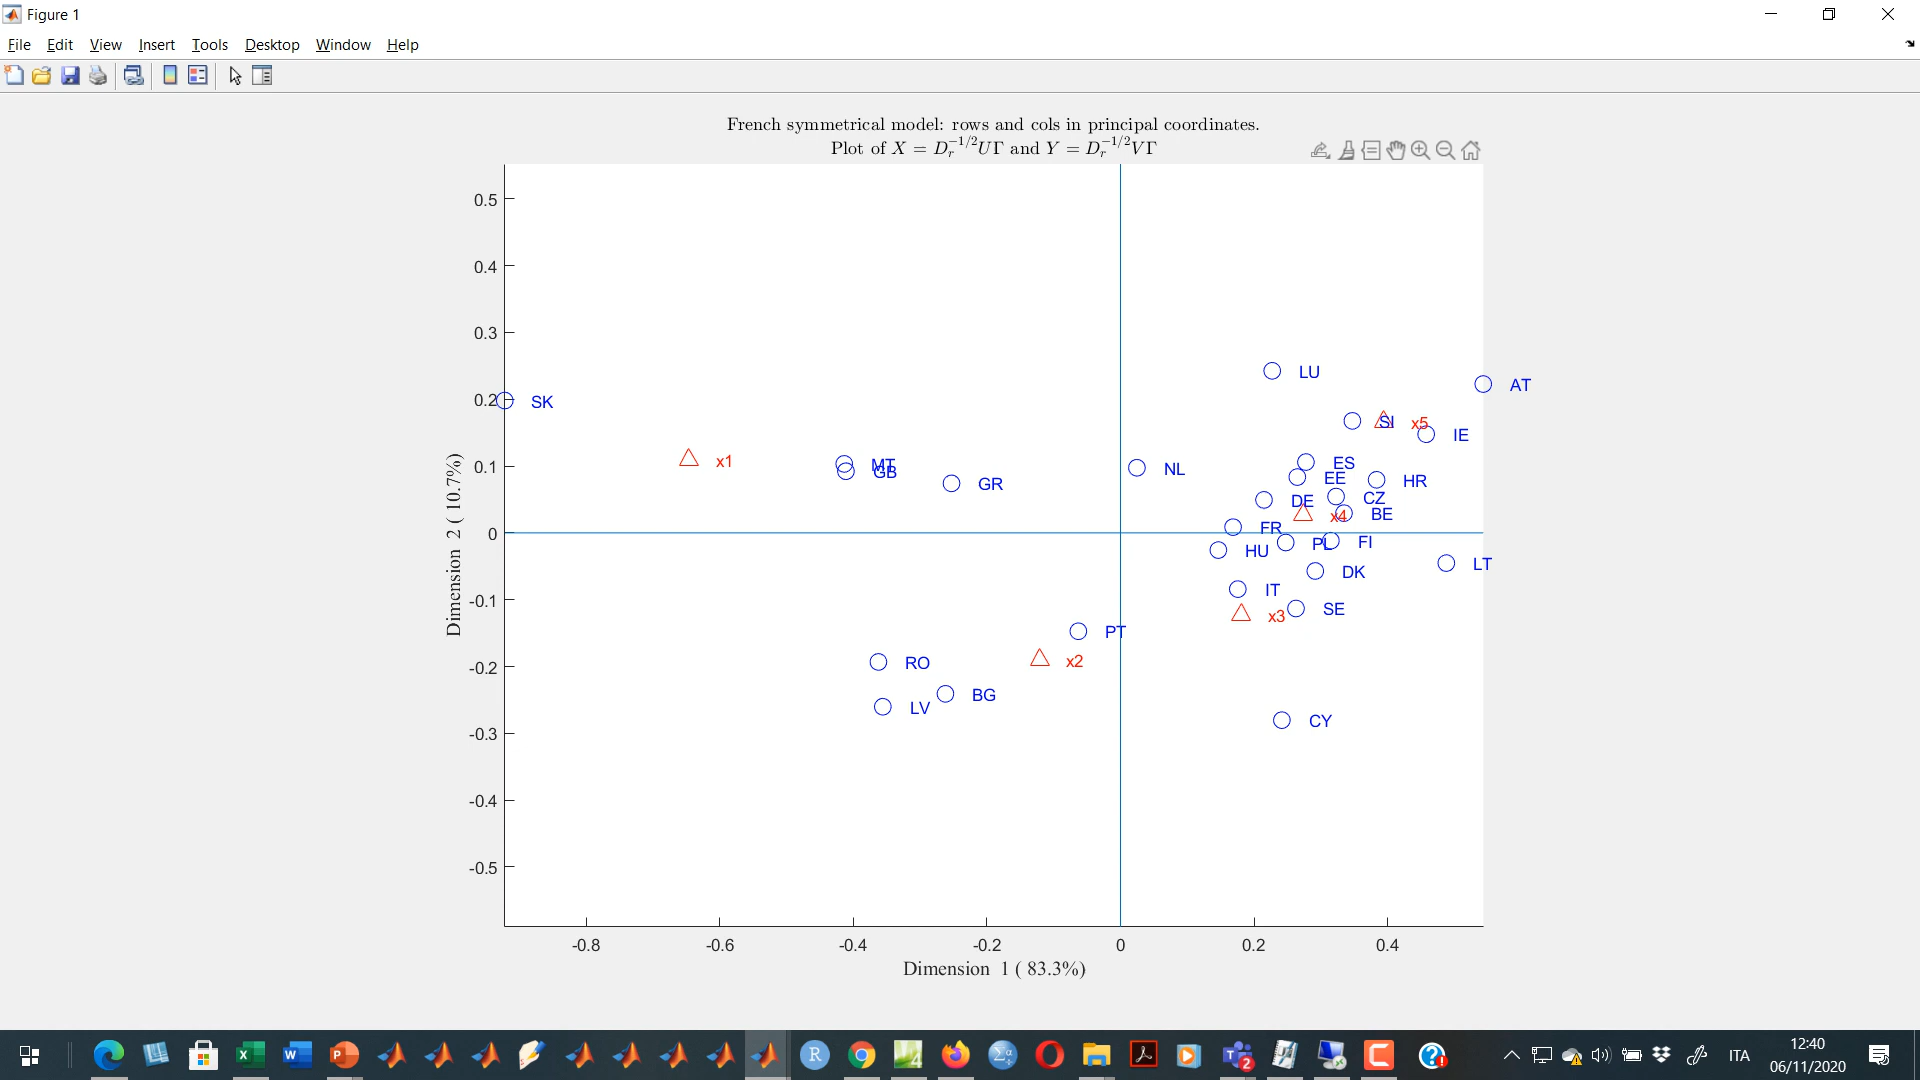 Figure 1
File Edit View Insert Tools Desktop Window Help
French symmetrical model: rows and cols in principal coordinates.
Plot of X = D_r^{-1/2}UΓ and Y = D_r^{-1/2}VΓ
0.5
0.4
0.3
0.2
0.1
0
-0.1
-0.2
-0.3
-0.4
-0.5
Dimension 2 ( 10.7%)
LU
AT
SK
SI
x5
IE
x1
MT
GB
GR
NL
ES
EE
HR
DE
CZ
x4
BE
FR
HU
PL
FI
LT
DK
IT
SE
x3
PT
RO
x2
BG
LV
CY
-0.8 -0.6 -0.4 -0.2 0 0.2 0.4
Dimension 1 ( 83.3%)
ITA
12:40
06/11/2020